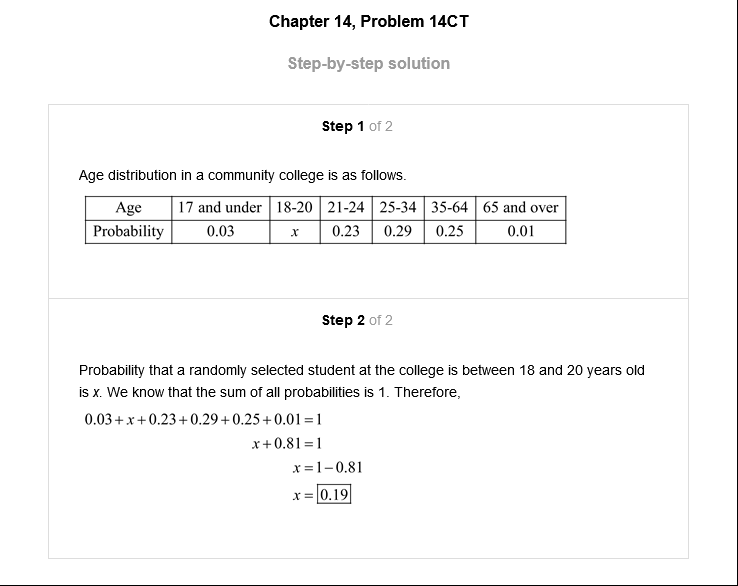 Chapter 14, Problem 14CT
Step-by-step solution
Step 1 of 2
Age distribution in a community college is as follows.
Age 17 and under 18-20 21-24 25-34 35-64 65 and over
Probability 0.03 x 0.23 0.29 0.25 0.01
Step 2 of 2
Probability that a randomly selected student at the college is between 18 and 20 years old
is x. We know that the sum of all probabilities is 1. Therefore,
0.03+x+0.23+0.29+0.25+0.01=1
x+0.81=1
x=1−0.81
x=0.19